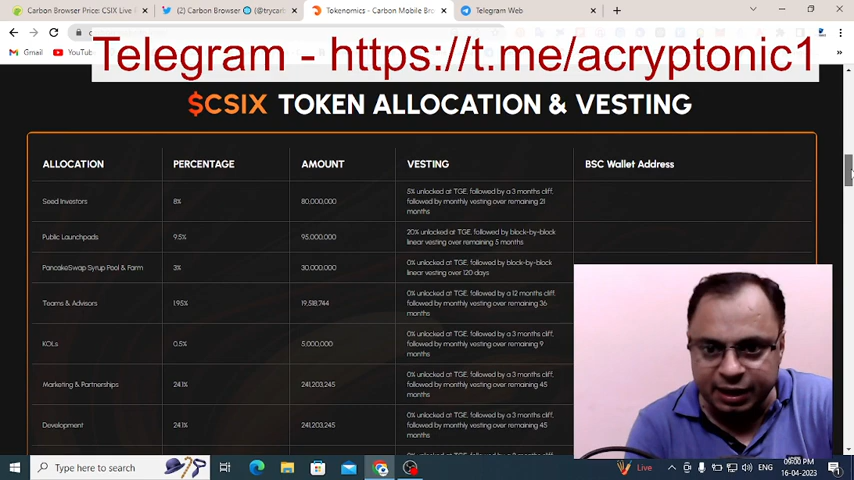 Carbon Browser Price: CSIX Live
(2) Carbon Browser (@trycarb
Tokenomics - Carbon Mobile Bro
Telegram Web
Gmail
YouTub
Telegram - https://t.me/acryptonic1
$CSIX TOKEN ALLOCATION & VESTING
ALLOCATION PERCENTAGE AMOUNT VESTING BSC Wallet Address
5% unlocked at TGE, followed by a 3 months cliff,
Seed Investors 8% 80,000,000 followed by monthly vesting over remaining 21
months
Public Launchpads 9.5% 95,000,000 20% unlocked at TGE, followed by block-by-block
linear vesting over remaining 5 months
PancakeSwap Syrup Pool & Farm 3% 30,000,000 0% unlocked at TGE, followed by block-by-block
linear vesting over 120 days
0% unlocked at TGE, followed by a 12 months cliff,
Teams & Advisors 1.95% 19,518,744 followed by monthly vesting over remaining 36
months
0% unlocked at TGE, followed by a 3 months cliff,
KOLs 0.5% 5,000,000 followed by monthly vesting over remaining 9
months
0% unlocked at TGE, followed by a 3 months cliff,
Marketing & Partnerships 24.1% 241,203,245 followed by monthly vesting over remaining 45
months
0% unlocked at TGE, followed by a 3 months cliff,
Development 24.1% 241,203,245 followed by monthly vesting over remaining 45
months
Type here to search
Live
ENG
09:00 PM
16-04-2023